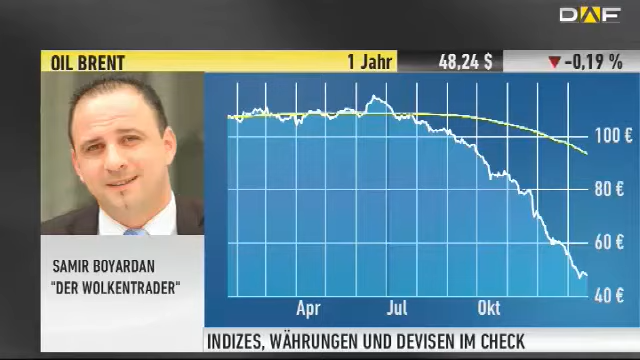 DAF
OIL BRENT 1 Jahr 48,24 $ -0,19 %
100 €
80 €
60 €
40 €
Apr Jul Okt
SAMIR BOYARDAN
"DER WOLKENTRADER"
INDIZES, WÄHRUNGEN UND DEVISEN IM CHECK